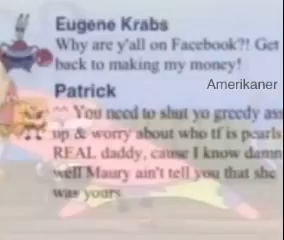 Eugene Krabs
Why are y'all on Facebook?! Get
back to making my money!
Amerikaner
Patrick
^^ You need to shut yo greedy ass
up & worry about who tf is pearls
REAL daddy, cause I know damn
well Maury ain't tell you that she
was yours